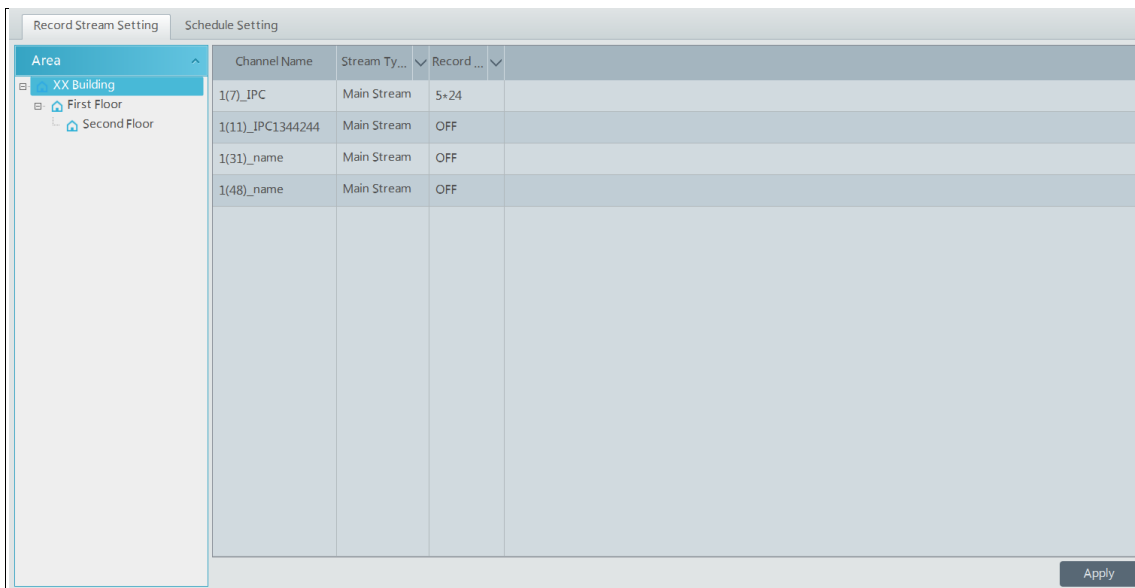 Record Stream Setting Schedule Setting
Area
XX Building
First Floor
Second Floor
Channel Name Stream Ty... Record ...
1(7)_IPC Main Stream 5*24
1(11)_IPC1344244 Main Stream OFF
1(31)_name Main Stream OFF
1(48)_name Main Stream OFF
Apply